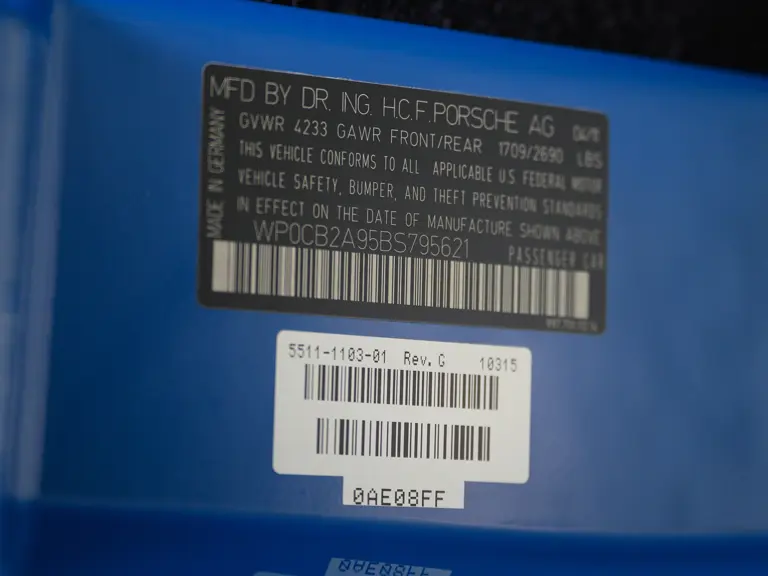 MFD BY DR. ING. H.C.F. PORSCHE AG 04/11
GVWR 4233 GAWR FRONT/REAR 1709/2690 LBS
THIS VEHICLE CONFORMS TO ALL APPLICABLE U.S. FEDERAL MOTOR
VEHICLE SAFETY, BUMPER, AND THEFT PREVENTION STANDARDS
IN EFFECT ON THE DATE OF MANUFACTURE SHOWN ABOVE
WP0CB2A95BS795621 PASSENGER CAR
MADE IN GERMANY
5511-1103-01 Rev. G 10315
0AE08FF
0AE08FF